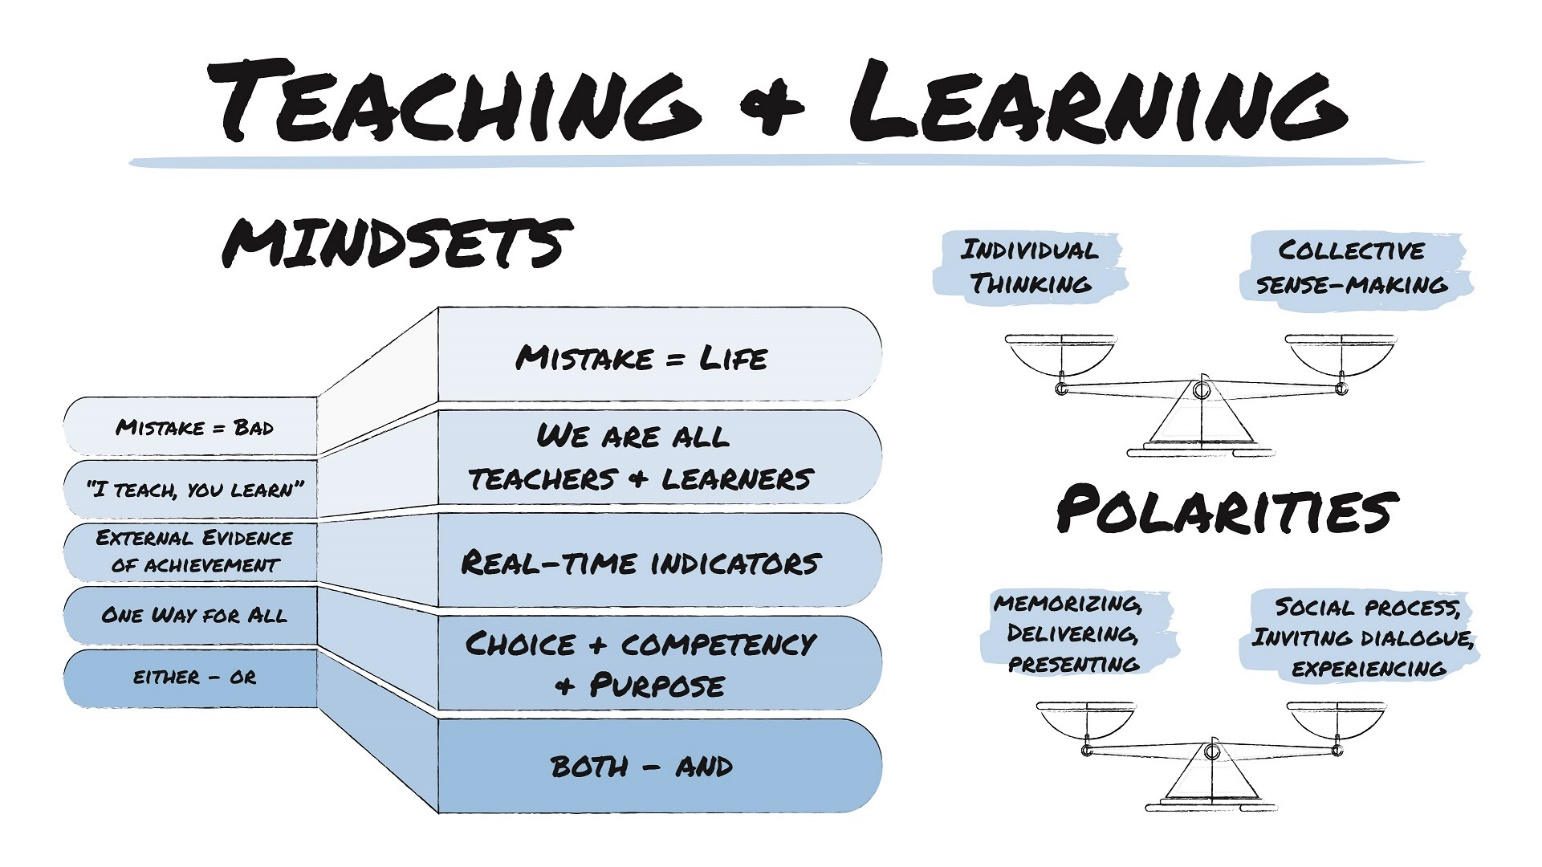 TEACHING & LEARNING
MINDSETS
MISTAKE = BAD
"I TEACH, YOU LEARN"
EXTERNAL EVIDENCE
OF ACHIEVEMENT
ONE WAY FOR ALL
EITHER - OR
MISTAKE = LIFE
WE ARE ALL
TEACHERS & LEARNERS
REAL-TIME INDICATORS
CHOICE + COMPETENCY
& PURPOSE
BOTH - AND
INDIVIDUAL
THINKING
COLLECTIVE
SENSE-MAKING
POLARITIES
MEMORIZING,
DELIVERING,
PRESENTING
SOCIAL PROCESS,
INVITING DIALOGUE,
EXPERIENCING